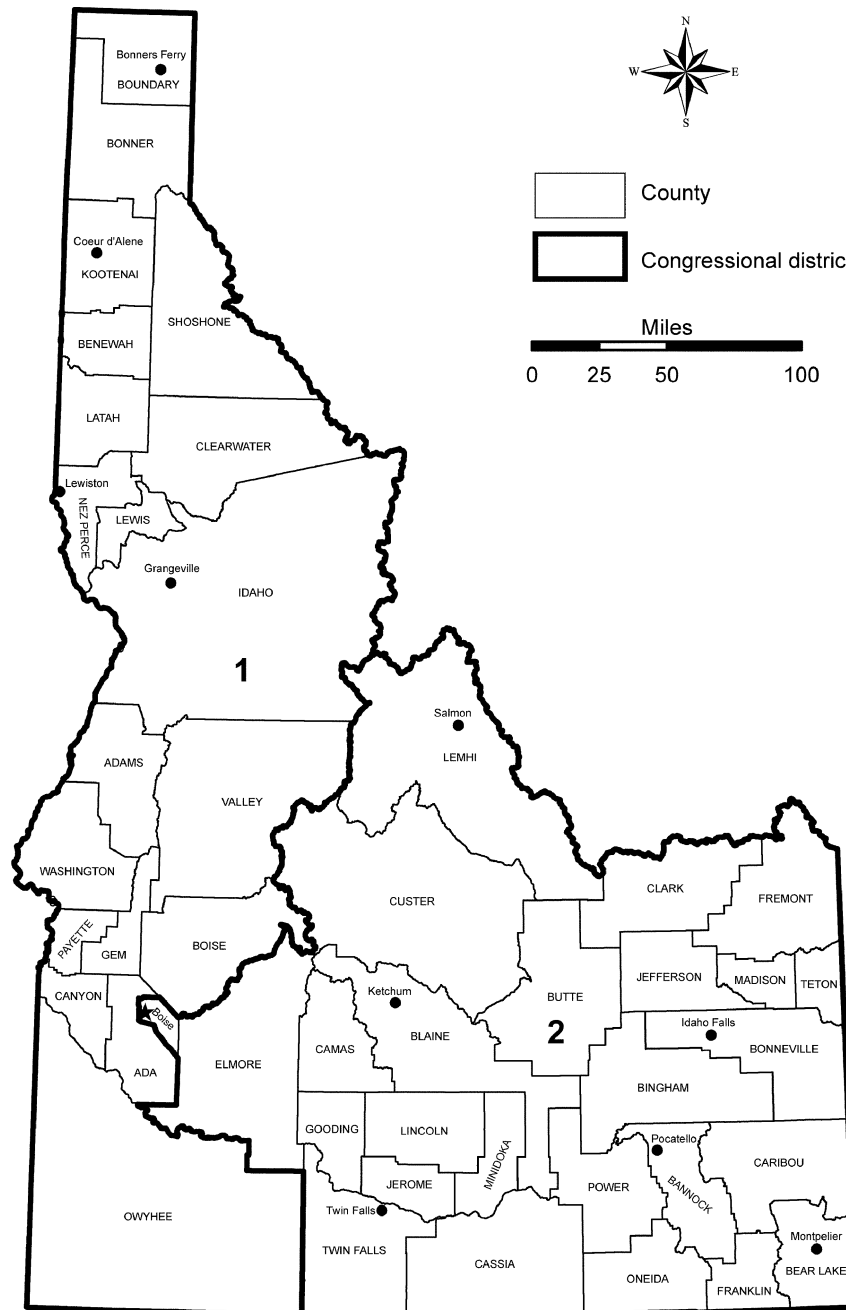 N
Bonners Ferry
BOUNDARY
W
E
S
BONNER
County
Coeur d'Alene
KOOTENAI
Congressional distric
SHOSHONE
Miles
BENEWAH
0 25 50 100
LATAH
CLEARWATER
Lewiston
NEZ PERCE
LEWIS
Grangeville
IDAHO
1
Salmon
LEMHI
ADAMS
VALLEY
WASHINGTON
CLARK
FREMONT
CUSTER
PAYETTE
BOISE
GEM
JEFFERSON
MADISON
TETON
CANYON
Ketchum
BUTTE
Boise
Idaho Falls
2
BLAINE
CAMAS
BONNEVILLE
ELMORE
ADA
BINGHAM
GOODING
LINCOLN
MINIDOKA
Pocatello
CARIBOU
JEROME
POWER
BANNOCK
Twin Falls
OWYHEE
Montpelier
TWIN FALLS
CASSIA
BEAR LAKE
ONEIDA
FRANKLIN